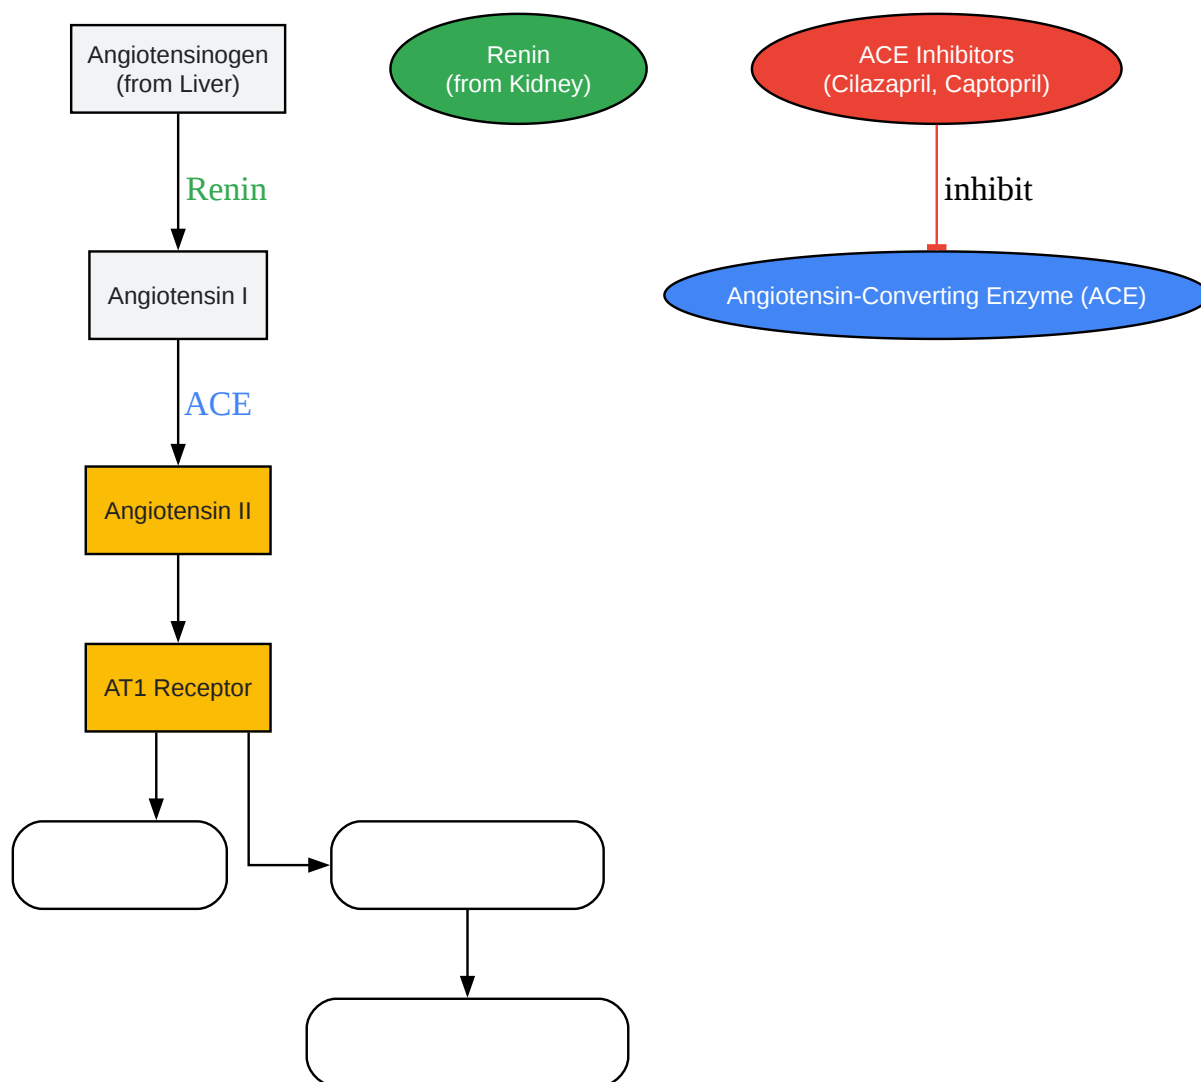 Angiotensinogen
(from Liver)
Renin
(from Kidney)
ACE Inhibitors
(Cilazapril, Captopril)
Renin
inhibit
Angiotensin I
Angiotensin-Converting Enzyme (ACE)
ACE
Angiotensin II
AT1 Receptor